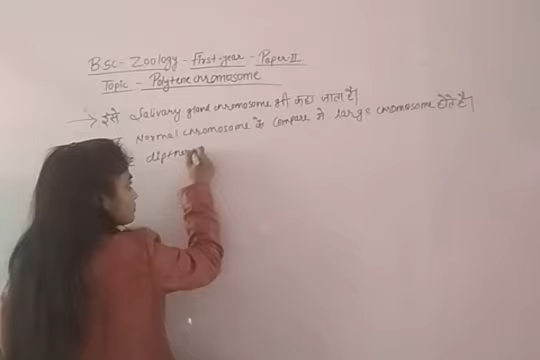 BSC - Zoology - First-year - Paper-II
Topic - Polytene chromosome
→ इसे Salivary gland chromosome भी कहा जाता है।
Normal chromosome के compare में large chromosome होते हैं।